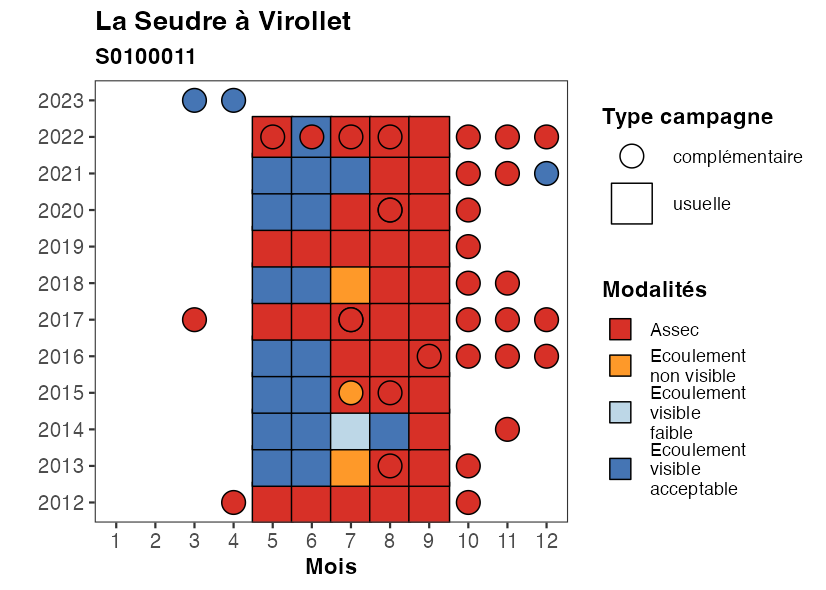 La Seudre à Virollet
S0100011
2023
2022
2021
2020
2019
2018
2017
2016
2015
2014
2013
2012
1 2 3 4 5 6 7 8 9 10 11 12
Mois
Type campagne
complémentaire
usuelle
Modalités
Assec
Ecoulement
non visible
Ecoulement
visible
faible
Ecoulement
visible
acceptable